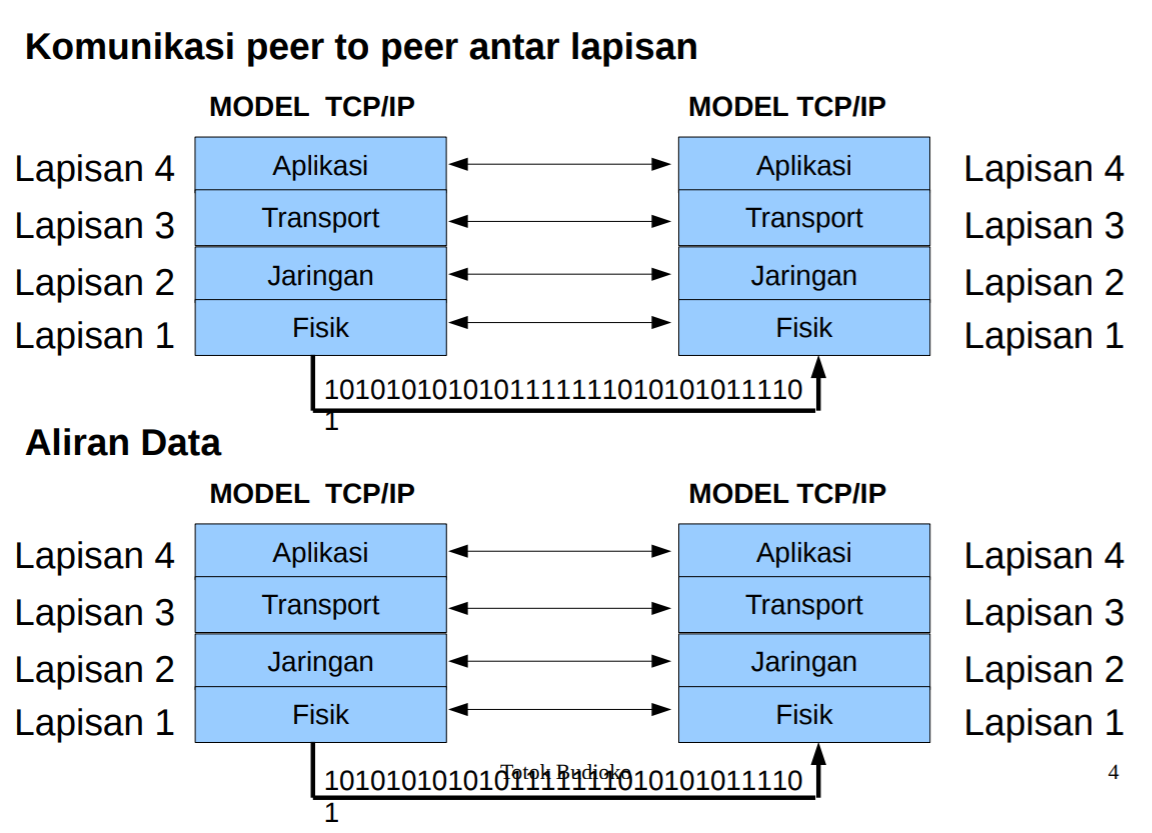 Komunikasi peer to peer antar lapisan
MODEL TCP/IP MODEL TCP/IP
Lapisan 4 Aplikasi Aplikasi Lapisan 4
Lapisan 3 Transport Transport Lapisan 3
Lapisan 2 Jaringan Jaringan Lapisan 2
Lapisan 1 Fisik Fisik Lapisan 1
1010101010101111111010101011110
1
Aliran Data
MODEL TCP/IP MODEL TCP/IP
Lapisan 4 Aplikasi Aplikasi Lapisan 4
Lapisan 3 Transport Transport Lapisan 3
Lapisan 2 Jaringan Jaringan Lapisan 2
Lapisan 1 Fisik Fisik Lapisan 1
Totok Budioko 4
1010101010101111111010101011110
1